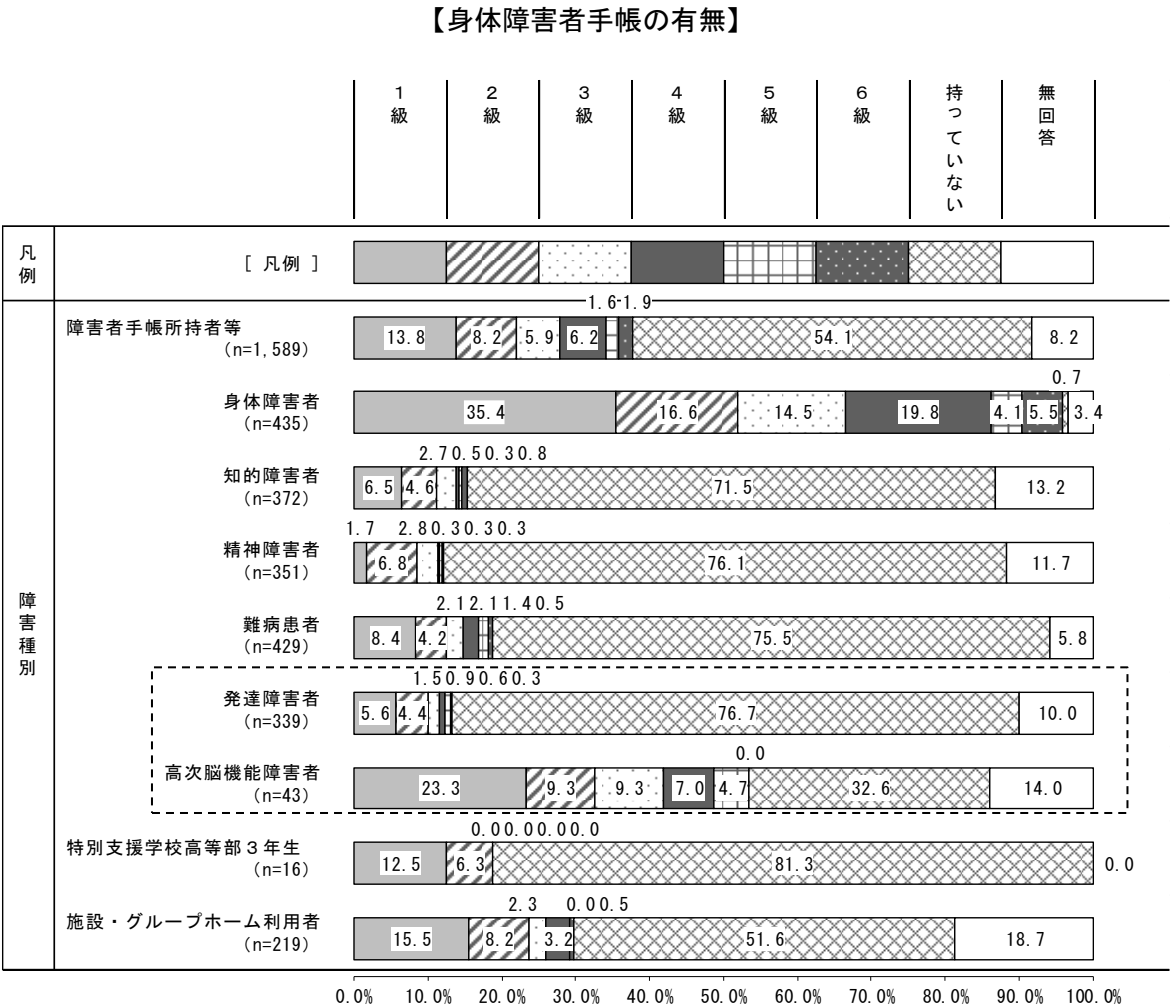 【身体障害者手帳の有無】
1級 2級 3級 4級 5級 6級 持っていない 無回答
凡例 [ 凡例 ]
障害種別
1.6 1.9
障害者手帳所持者等
(n=1,589)
13.8 8.2 5.9 6.2 54.1 8.2
0.7
身体障害者
(n=435)
35.4 16.6 14.5 19.8 4.1 5.5 3.4
2.7 0.5 0.3 0.8
知的障害者
(n=372)
6.5 4.6 71.5 13.2
1.7 2.8 0.3 0.3 0.3
精神障害者
(n=351)
6.8 76.1 11.7
2.1 2.1 1.4 0.5
難病患者
(n=429)
8.4 4.2 75.5 5.8
1.5 0.9 0.6 0.3
発達障害者
(n=339)
5.6 4.4 76.7 10.0
0.0
高次脳機能障害者
(n=43)
23.3 9.3 9.3 7.0 4.7 32.6 14.0
0.0 0.0 0.0 0.0
特別支援学校高等部3年生
(n=16)
12.5 6.3 81.3 0.0
2.3 0.0 0.5
施設・グループホーム利用者
(n=219)
15.5 8.2 3.2 51.6 18.7
0.0% 10.0% 20.0% 30.0% 40.0% 50.0% 60.0% 70.0% 80.0% 90.0% 100.0%